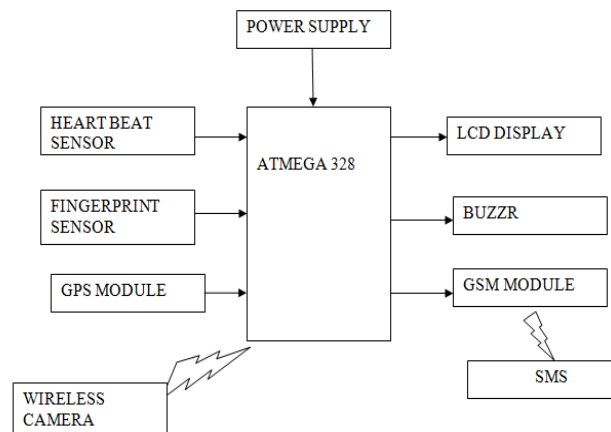 POWER SUPPLY
HEART BEAT
SENSOR
ATMEGA 328
LCD DISPLAY
FINGERPRINT
SENSOR
BUZZR
GPS MODULE
GSM MODULE
WIRELESS
CAMERA
SMS